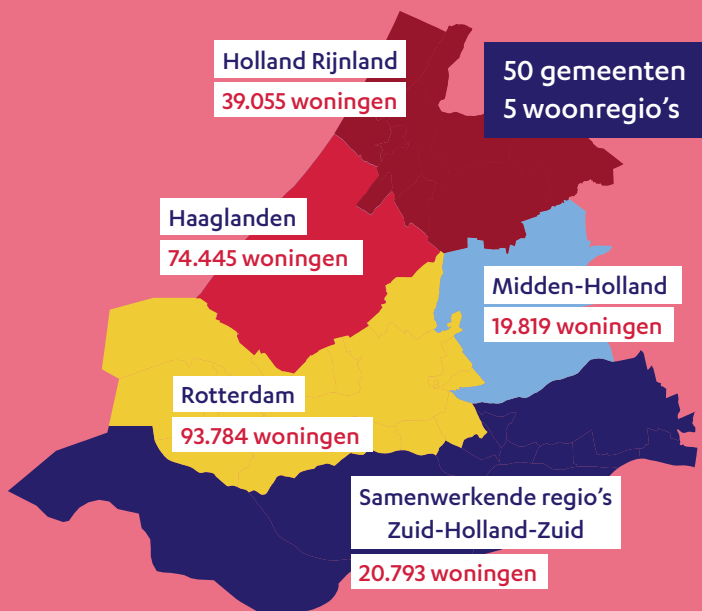 Holland Rijnland
39.055 woningen
50 gemeenten
5 woonregio's
Haaglanden
74.445 woningen
Midden-Holland
19.819 woningen
Rotterdam
93.784 woningen
Samenwerkende regio's
Zuid-Holland-Zuid
20.793 woningen